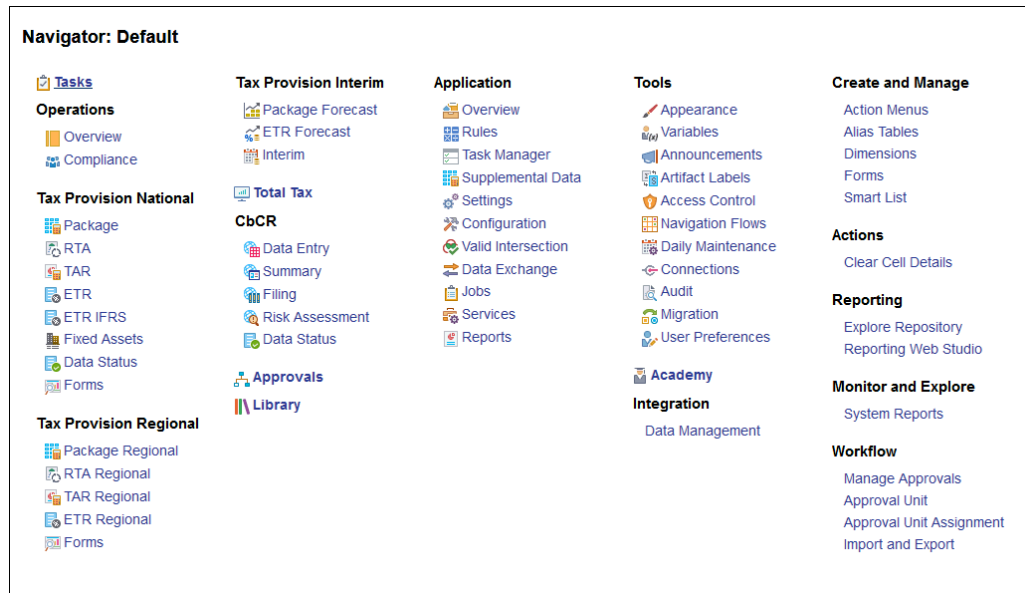 Navigator: Default
Tasks
Operations
Overview
Compliance
Tax Provision National
Package
RTA
TAR
ETR
ETR IFRS
Fixed Assets
Data Status
Forms
Tax Provision Regional
Package Regional
RTA Regional
TAR Regional
ETR Regional
Forms
Tax Provision Interim
Package Forecast
ETR Forecast
Interim
Total Tax
CbCR
Data Entry
Summary
Filing
Risk Assessment
Data Status
Approvals
Library
Application
Overview
Rules
Task Manager
Supplemental Data
Settings
Configuration
Valid Intersection
Data Exchange
Jobs
Services
Reports
Tools
Appearance
Variables
Announcements
Artifact Labels
Access Control
Navigation Flows
Daily Maintenance
Connections
Audit
Migration
User Preferences
Academy
Integration
Data Management
Create and Manage
Action Menus
Alias Tables
Dimensions
Forms
Smart List
Actions
Clear Cell Details
Reporting
Explore Repository
Reporting Web Studio
Monitor and Explore
System Reports
Workflow
Manage Approvals
Approval Unit
Approval Unit Assignment
Import and Export